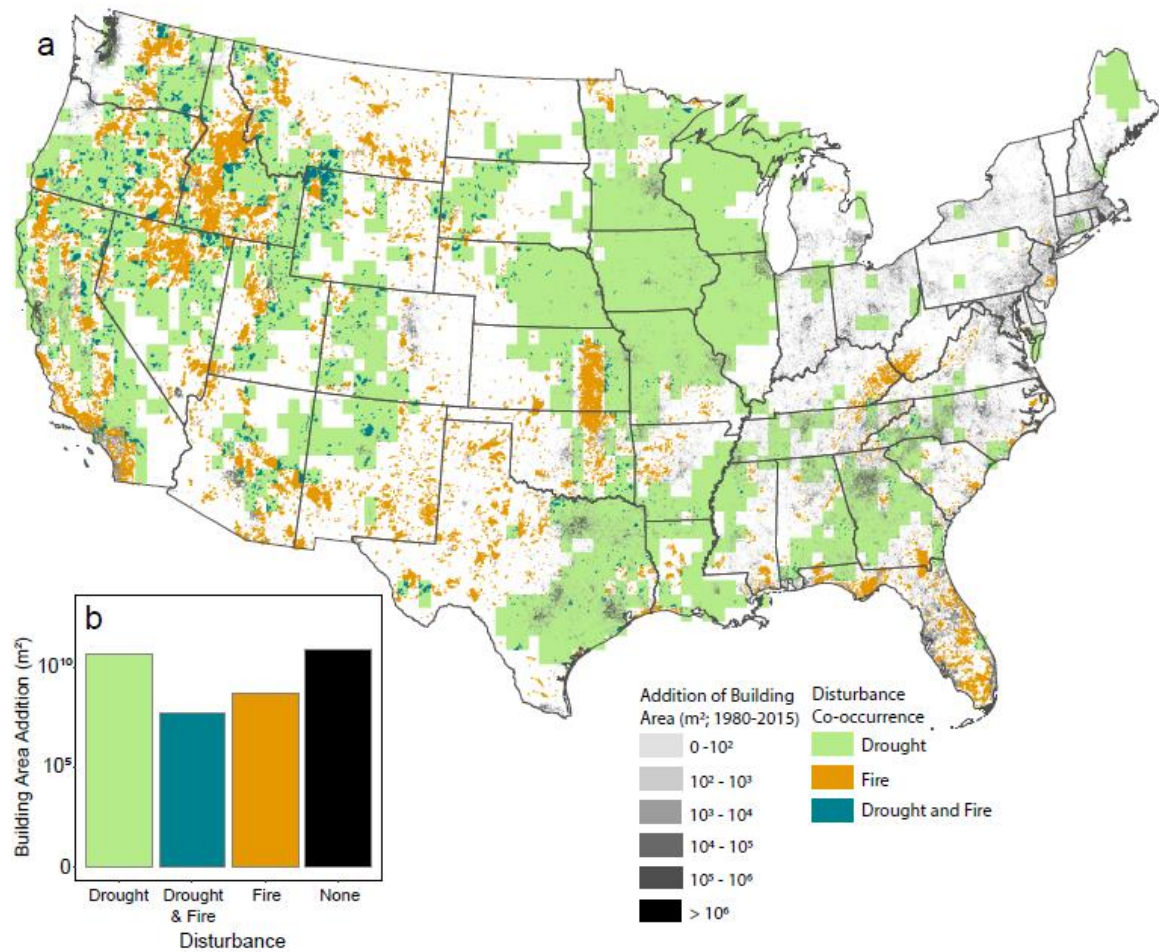 a
b
Building Area Addition (m²)
10¹⁰
10⁵
0
Drought
Drought
& Fire
Fire
None
Disturbance
Addition of Building
Area (m²; 1980-2015)
0 -10²
10² - 10³
10³ - 10⁴
10⁴ - 10⁵
10⁵ - 10⁶
> 10⁶
Disturbance
Co-occurrence
Drought
Fire
Drought and Fire